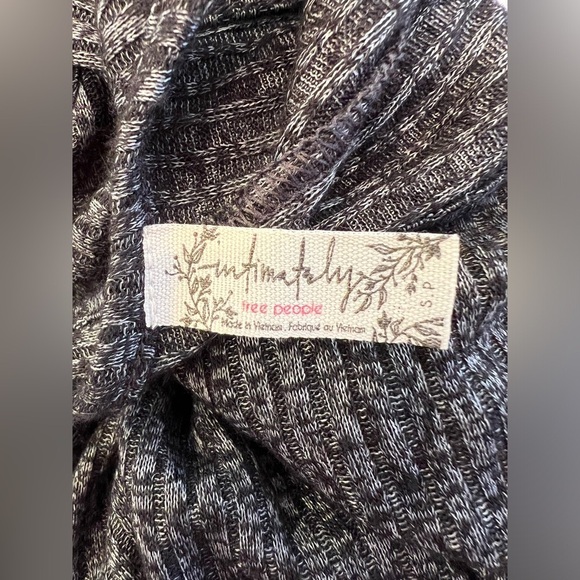 intimately
free people
Made in Vietnam. Fabriqué au Vietnam
S P